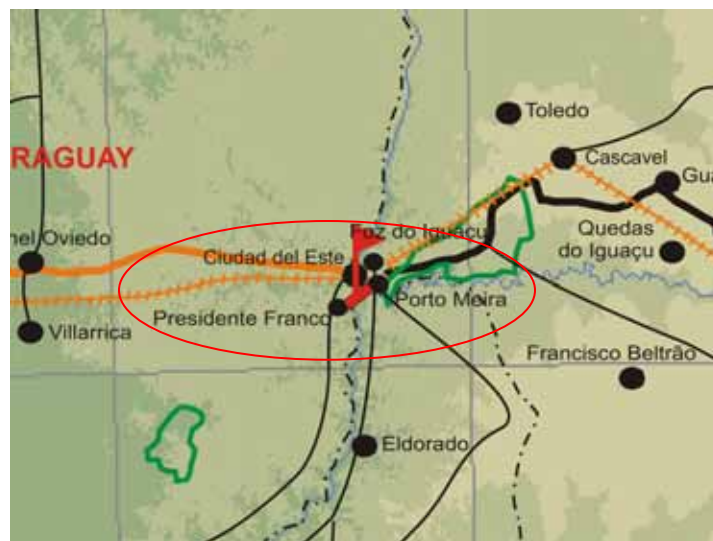 Toledo
Cascavel
RAGUAY
Gua
nel Oviedo
Foz do Iguaçu
Quedas
do Iguaçu
Ciudad del Este
Porto Meira
Presidente Franco
Villarrica
Francisco Beltrão
Eldorado